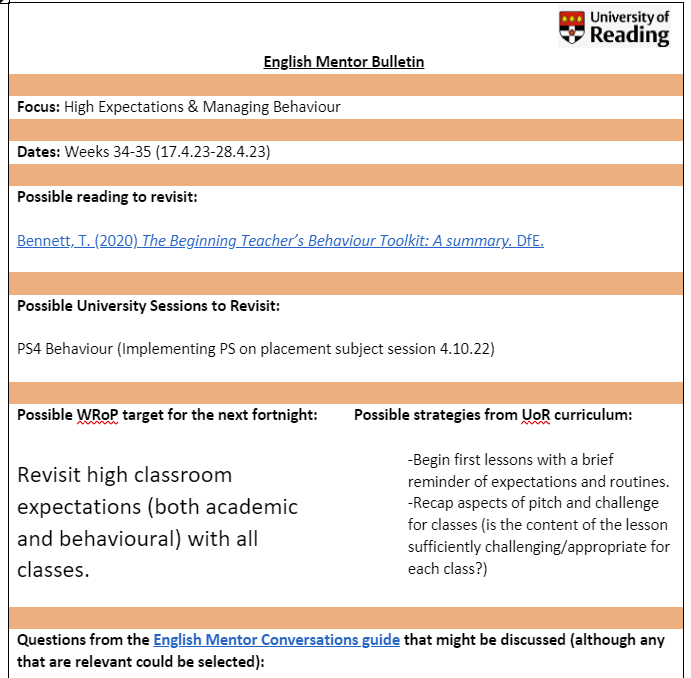 University of
Reading
English Mentor Bulletin
Focus: High Expectations & Managing Behaviour
Dates: Weeks 34-35 (17.4.23-28.4.23)
Possible reading to revisit:
Bennett, T. (2020) The Beginning Teacher's Behaviour Toolkit: A summary. DfE.
Possible University Sessions to Revisit:
PS4 Behaviour (Implementing PS on placement subject session 4.10.22)
Possible WRoP target for the next fortnight:
Revisit high classroom
expectations (both academic
and behavioural) with all
classes.
Possible strategies from UoR curriculum:
-Begin first lessons with a brief
reminder of expectations and routines.
-Recap aspects of pitch and challenge
for classes (is the content of the lesson
sufficiently challenging/appropriate for
each class?)
Questions from the English Mentor Conversations guide that might be discussed (although any
that are relevant could be selected):